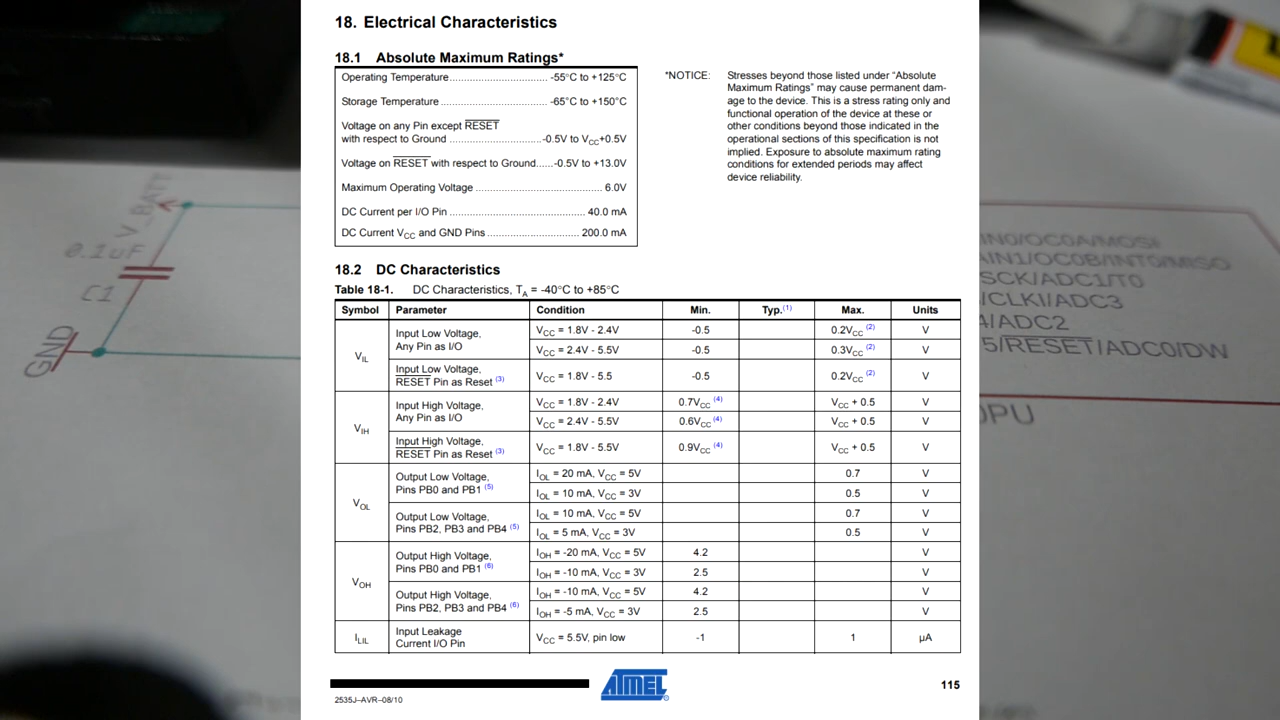 18. Electrical Characteristics
18.1 Absolute Maximum Ratings*
Operating Temperature.................................. -55°C to +125°C
Storage Temperature ..................................... -65°C to +150°C
Voltage on any Pin except RESET
with respect to Ground ................................-0.5V to VCC+0.5V
Voltage on RESET with respect to Ground......-0.5V to +13.0V
Maximum Operating Voltage ............................................ 6.0V
DC Current per I/O Pin ............................................... 40.0 mA
DC Current VCC and GND Pins ................................ 200.0 mA
*NOTICE: Stresses beyond those listed under “Absolute
Maximum Ratings” may cause permanent dam-
age to the device. This is a stress rating only and
functional operation of the device at these or
other conditions beyond those indicated in the
operational sections of this specification is not
implied. Exposure to absolute maximum rating
conditions for extended periods may affect
device reliability.
18.2 DC Characteristics
Table 18-1. DC Characteristics, TA = -40°C to +85°C
Symbol Parameter Condition Min. Typ.(1) Max. Units
VIL
Input Low Voltage,
Any Pin as I/O
VCC = 1.8V - 2.4V -0.5 0.2VCC (2) V
VCC = 2.4V - 5.5V -0.5 0.3VCC (2) V
Input Low Voltage,
RESET Pin as Reset (3)
VCC = 1.8V - 5.5 -0.5 0.2VCC (2) V
VIH
Input High Voltage,
Any Pin as I/O
VCC = 1.8V - 2.4V 0.7VCC (4) VCC + 0.5 V
VCC = 2.4V - 5.5V 0.6VCC (4) VCC + 0.5 V
Input High Voltage,
RESET Pin as Reset (3)
VCC = 1.8V - 5.5V 0.9VCC (4) VCC + 0.5 V
VOL
Output Low Voltage,
Pins PB0 and PB1 (5)
IOL = 20 mA, VCC = 5V 0.7 V
IOL = 10 mA, VCC = 3V 0.5 V
Output Low Voltage,
Pins PB2, PB3 and PB4 (5)
IOL = 10 mA, VCC = 5V 0.7 V
IOL = 5 mA, VCC = 3V 0.5 V
VOH
Output High Voltage,
Pins PB0 and PB1 (6)
IOH = -20 mA, VCC = 5V 4.2 V
IOH = -10 mA, VCC = 3V 2.5 V
Output High Voltage,
Pins PB2, PB3 and PB4 (6)
IOH = -10 mA, VCC = 5V 4.2 V
IOH = -5 mA, VCC = 3V 2.5 V
ILIL
Input Leakage
Current I/O Pin
VCC = 5.5V, pin low -1 1 µA
ATMEL
115
2535J–AVR–08/10
V_BATT
0.1uF
C1
GND
IN0/OC0A/MOSI
AIN1/OC0B/INT0/MISO
SCK/ADC1/T0
/CLKI/ADC3
4/ADC2
5/RESET/ADC0/DW
0PU